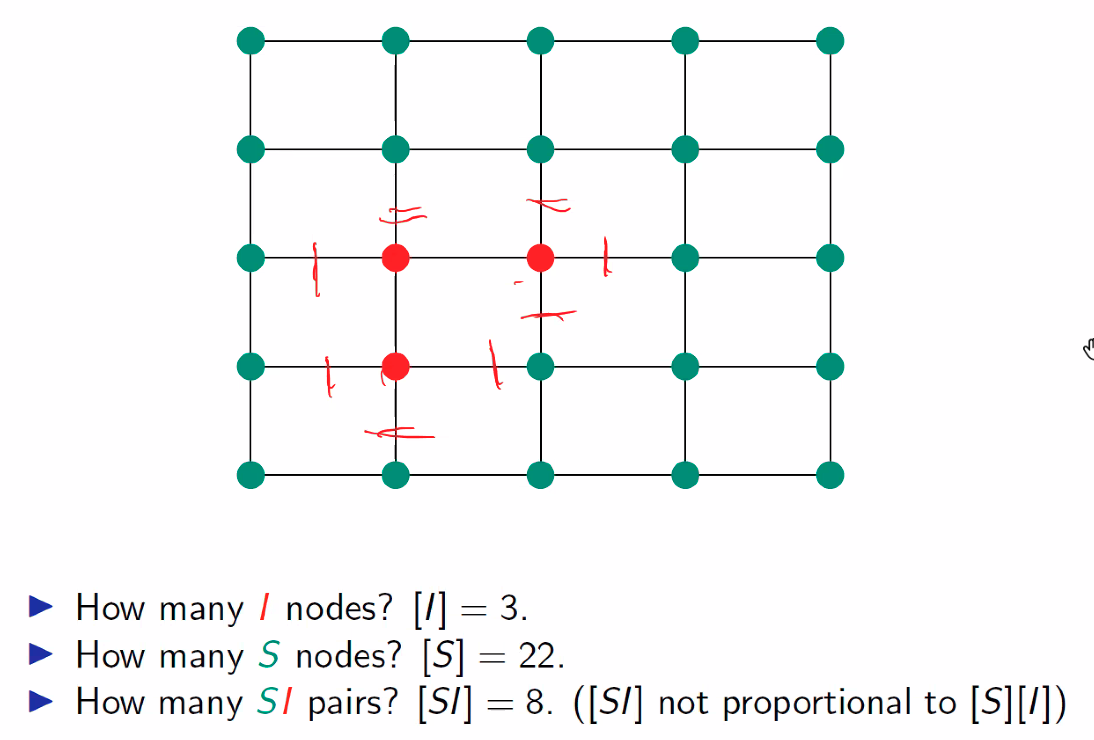 ▶ How many I nodes? [I] = 3.
▶ How many S nodes? [S] = 22.
▶ How many SI pairs? [SI] = 8. ([SI] not proportional to [S][I])